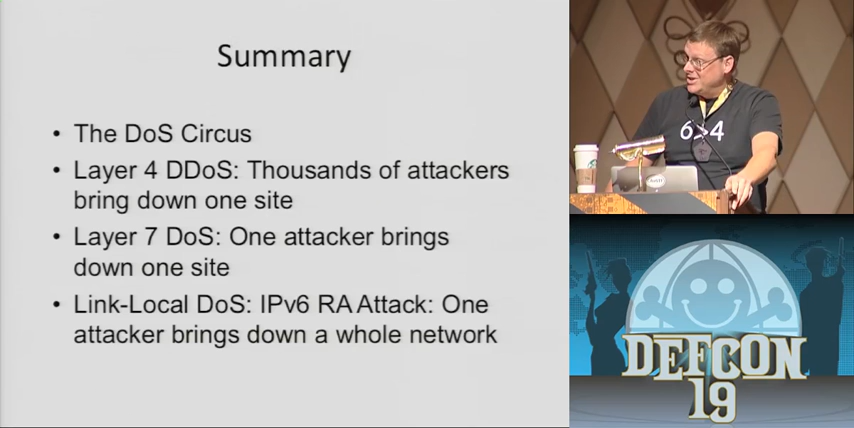 Summary
• The DoS Circus
• Layer 4 DDoS: Thousands of attackers
bring down one site
• Layer 7 DoS: One attacker brings
down one site
• Link-Local DoS: IPv6 RA Attack: One
attacker brings down a whole network
6>4
DEFCON
19